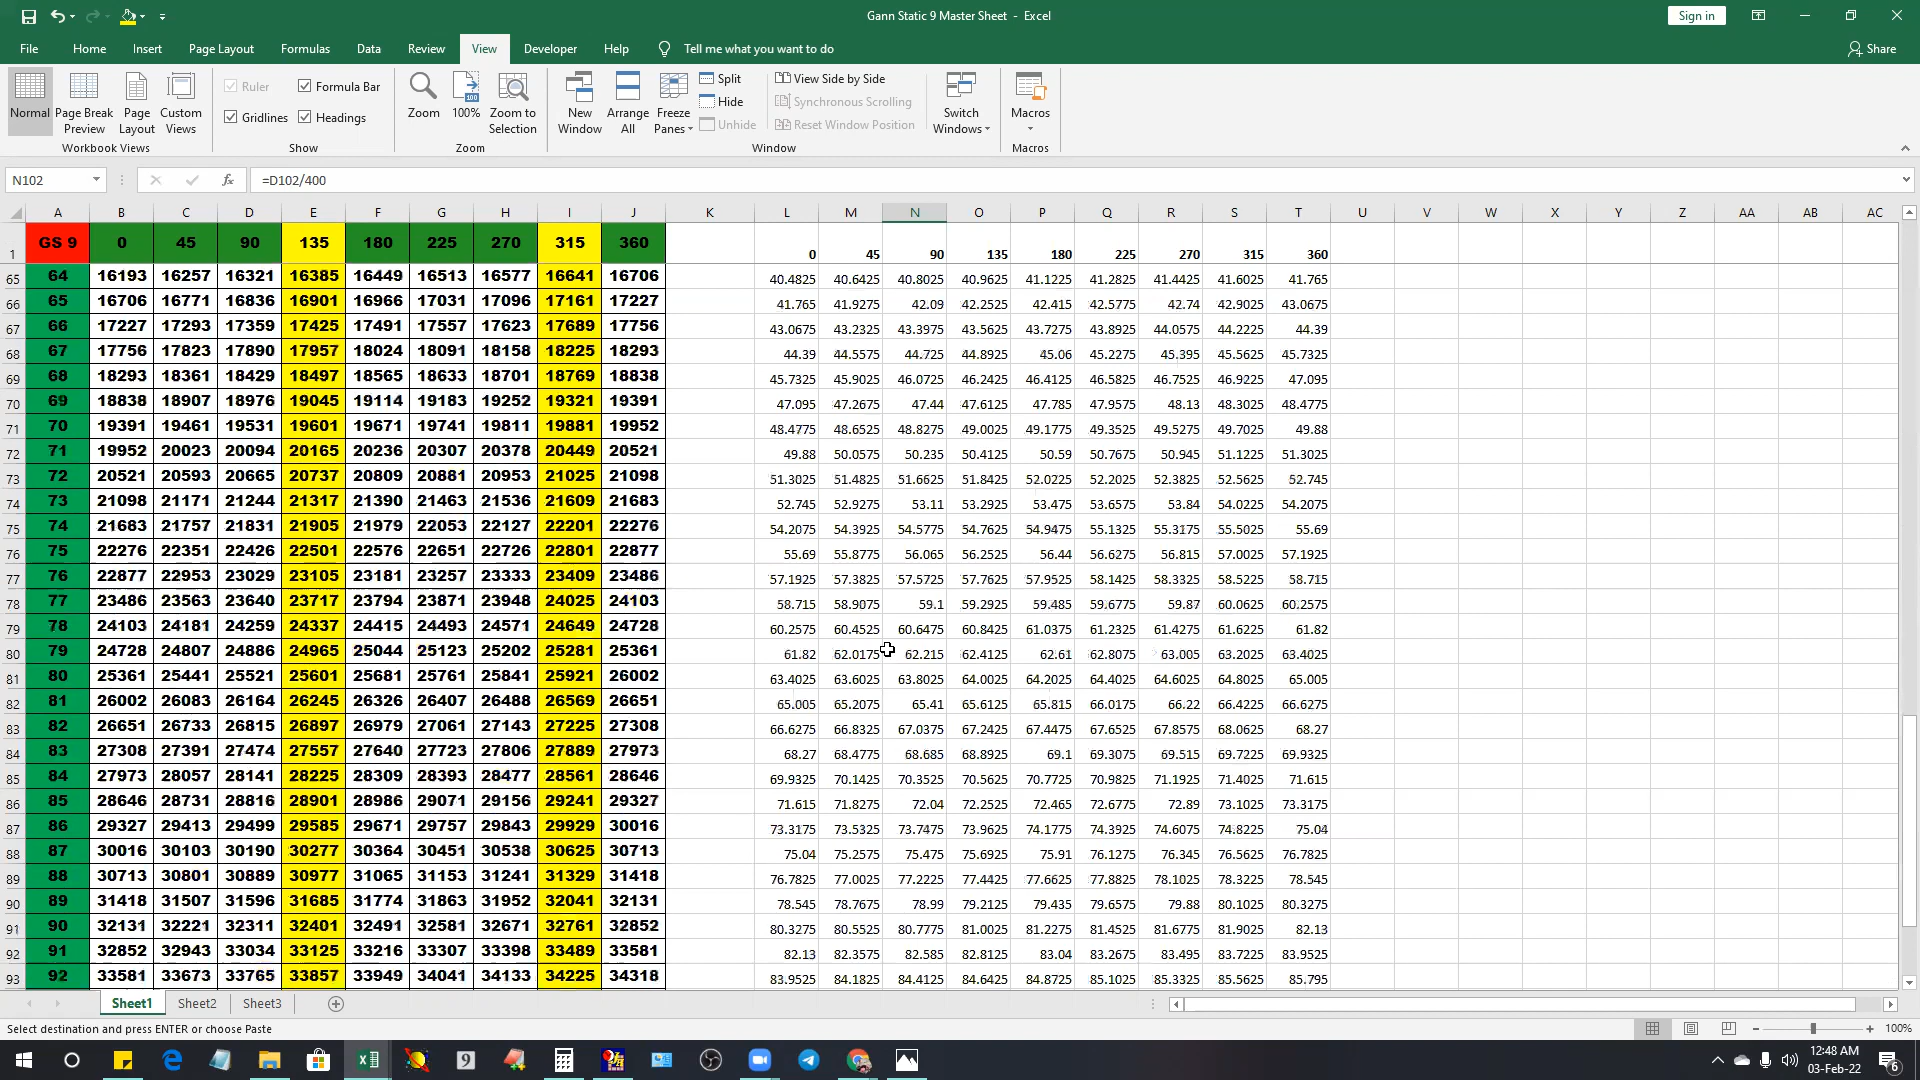 Gann Static 9 Master Sheet - Excel
Sign in
File Home Insert Page Layout Formulas Data Review View Developer Help Tell me what you want to do Share
Normal Page Break Preview Page Layout Custom Views
Workbook Views
Ruler Formula Bar
Gridlines Headings
Show
Zoom 100% Zoom to Selection
Zoom
New Window Arrange All Freeze Panes Split Hide Unhide View Side by Side Synchronous Scrolling Reset Window Position Switch Windows
Window
Macros
Macros
N102 fx =D102/400
A B C D E F G H I J K L M N O P Q R S T U V W X Y Z AA AB AC
1 GS 9 0 45 90 135 180 225 270 315 360 0 45 90 135 180 225 270 315 360
65 64 16193 16257 16321 16385 16449 16513 16577 16641 16706 40.4825 40.6425 40.8025 40.9625 41.1225 41.2825 41.4425 41.6025 41.765
66 65 16706 16771 16836 16901 16966 17031 17096 17161 17227 41.765 41.9275 42.09 42.2525 42.415 42.5775 42.74 42.9025 43.0675
67 66 17227 17293 17359 17425 17491 17557 17623 17689 17756 43.0675 43.2325 43.3975 43.5625 43.7275 43.8925 44.0575 44.2225 44.39
68 67 17756 17823 17890 17957 18024 18091 18158 18225 18293 44.39 44.5575 44.725 44.8925 45.06 45.2275 45.395 45.5625 45.7325
69 68 18293 18361 18429 18497 18565 18633 18701 18769 18838 45.7325 45.9025 46.0725 46.2425 46.4125 46.5825 46.7525 46.9225 47.095
70 69 18838 18907 18976 19045 19114 19183 19252 19321 19391 47.095 47.2675 47.44 47.6125 47.785 47.9575 48.13 48.3025 48.4775
71 70 19391 19461 19531 19601 19671 19741 19811 19881 19952 48.4775 48.6525 48.8275 49.0025 49.1775 49.3525 49.5275 49.7025 49.88
72 71 19952 20023 20094 20165 20236 20307 20378 20449 20521 49.88 50.0575 50.235 50.4125 50.59 50.7675 50.945 51.1225 51.3025
73 72 20521 20593 20665 20737 20809 20881 20953 21025 21098 51.3025 51.4825 51.6625 51.8425 52.0225 52.2025 52.3825 52.5625 52.745
74 73 21098 21171 21244 21317 21390 21463 21536 21609 21683 52.745 52.9275 53.11 53.2925 53.475 53.6575 53.84 54.0225 54.2075
75 74 21683 21757 21831 21905 21979 22053 22127 22201 22276 54.2075 54.3925 54.5775 54.7625 54.9475 55.1325 55.3175 55.5025 55.69
76 75 22276 22351 22426 22501 22576 22651 22726 22801 22877 55.69 55.8775 56.065 56.2525 56.44 56.6275 56.815 57.0025 57.1925
77 76 22877 22953 23029 23105 23181 23257 23333 23409 23486 57.1925 57.3825 57.5725 57.7625 57.9525 58.1425 58.3325 58.5225 58.715
78 77 23486 23563 23640 23717 23794 23871 23948 24025 24103 58.715 58.9075 59.1 59.2925 59.485 59.6775 59.87 60.0625 60.2575
79 78 24103 24181 24259 24337 24415 24493 24571 24649 24728 60.2575 60.4525 60.6475 60.8425 61.0375 61.2325 61.4275 61.6225 61.82
80 79 24728 24807 24886 24965 25044 25123 25202 25281 25361 61.82 62.0175 62.215 62.4125 62.61 62.8075 63.005 63.2025 63.4025
81 80 25361 25441 25521 25601 25681 25761 25841 25921 26002 63.4025 63.6025 63.8025 64.0025 64.2025 64.4025 64.6025 64.8025 65.005
82 81 26002 26083 26164 26245 26326 26407 26488 26569 26651 65.005 65.2075 65.41 65.6125 65.815 66.0175 66.22 66.4225 66.6275
83 82 26651 26733 26815 26897 26979 27061 27143 27225 27308 66.6275 66.8325 67.0375 67.2425 67.4475 67.6525 67.8575 68.0625 68.27
84 83 27308 27391 27474 27557 27640 27723 27806 27889 27973 68.27 68.4775 68.685 68.8925 69.1 69.3075 69.515 69.7225 69.9325
85 84 27973 28057 28141 28225 28309 28393 28477 28561 28646 69.9325 70.1425 70.3525 70.5625 70.7725 70.9825 71.1925 71.4025 71.615
86 85 28646 28731 28816 28901 28986 29071 29156 29241 29327 71.615 71.8275 72.04 72.2525 72.465 72.6775 72.89 73.1025 73.3175
87 86 29327 29413 29499 29585 29671 29757 29843 29929 30016 73.3175 73.5325 73.7475 73.9625 74.1775 74.3925 74.6075 74.8225 75.04
88 87 30016 30103 30190 30277 30364 30451 30538 30625 30713 75.04 75.2575 75.475 75.6925 75.91 76.1275 76.345 76.5625 76.7825
89 88 30713 30801 30889 30977 31065 31153 31241 31329 31418 76.7825 77.0025 77.2225 77.4425 77.6625 77.8825 78.1025 78.3225 78.545
90 89 31418 31507 31596 31685 31774 31863 31952 32041 32131 78.545 78.7675 78.99 79.2125 79.435 79.6575 79.88 80.1025 80.3275
91 90 32131 32221 32311 32401 32491 32581 32671 32761 32852 80.3275 80.5525 80.7775 81.0025 81.2275 81.4525 81.6775 81.9025 82.13
92 91 32852 32943 33034 33125 33216 33307 33398 33489 33581 82.13 82.3575 82.585 82.8125 83.04 83.2675 83.495 83.7225 83.9525
93 92 33581 33673 33765 33857 33949 34041 34133 34225 34318 83.9525 84.1825 84.4125 84.6425 84.8725 85.1025 85.3325 85.5625 85.795
Sheet1 Sheet2 Sheet3
Select destination and press ENTER or choose Paste 100%
12:48 AM
03-Feb-22
6